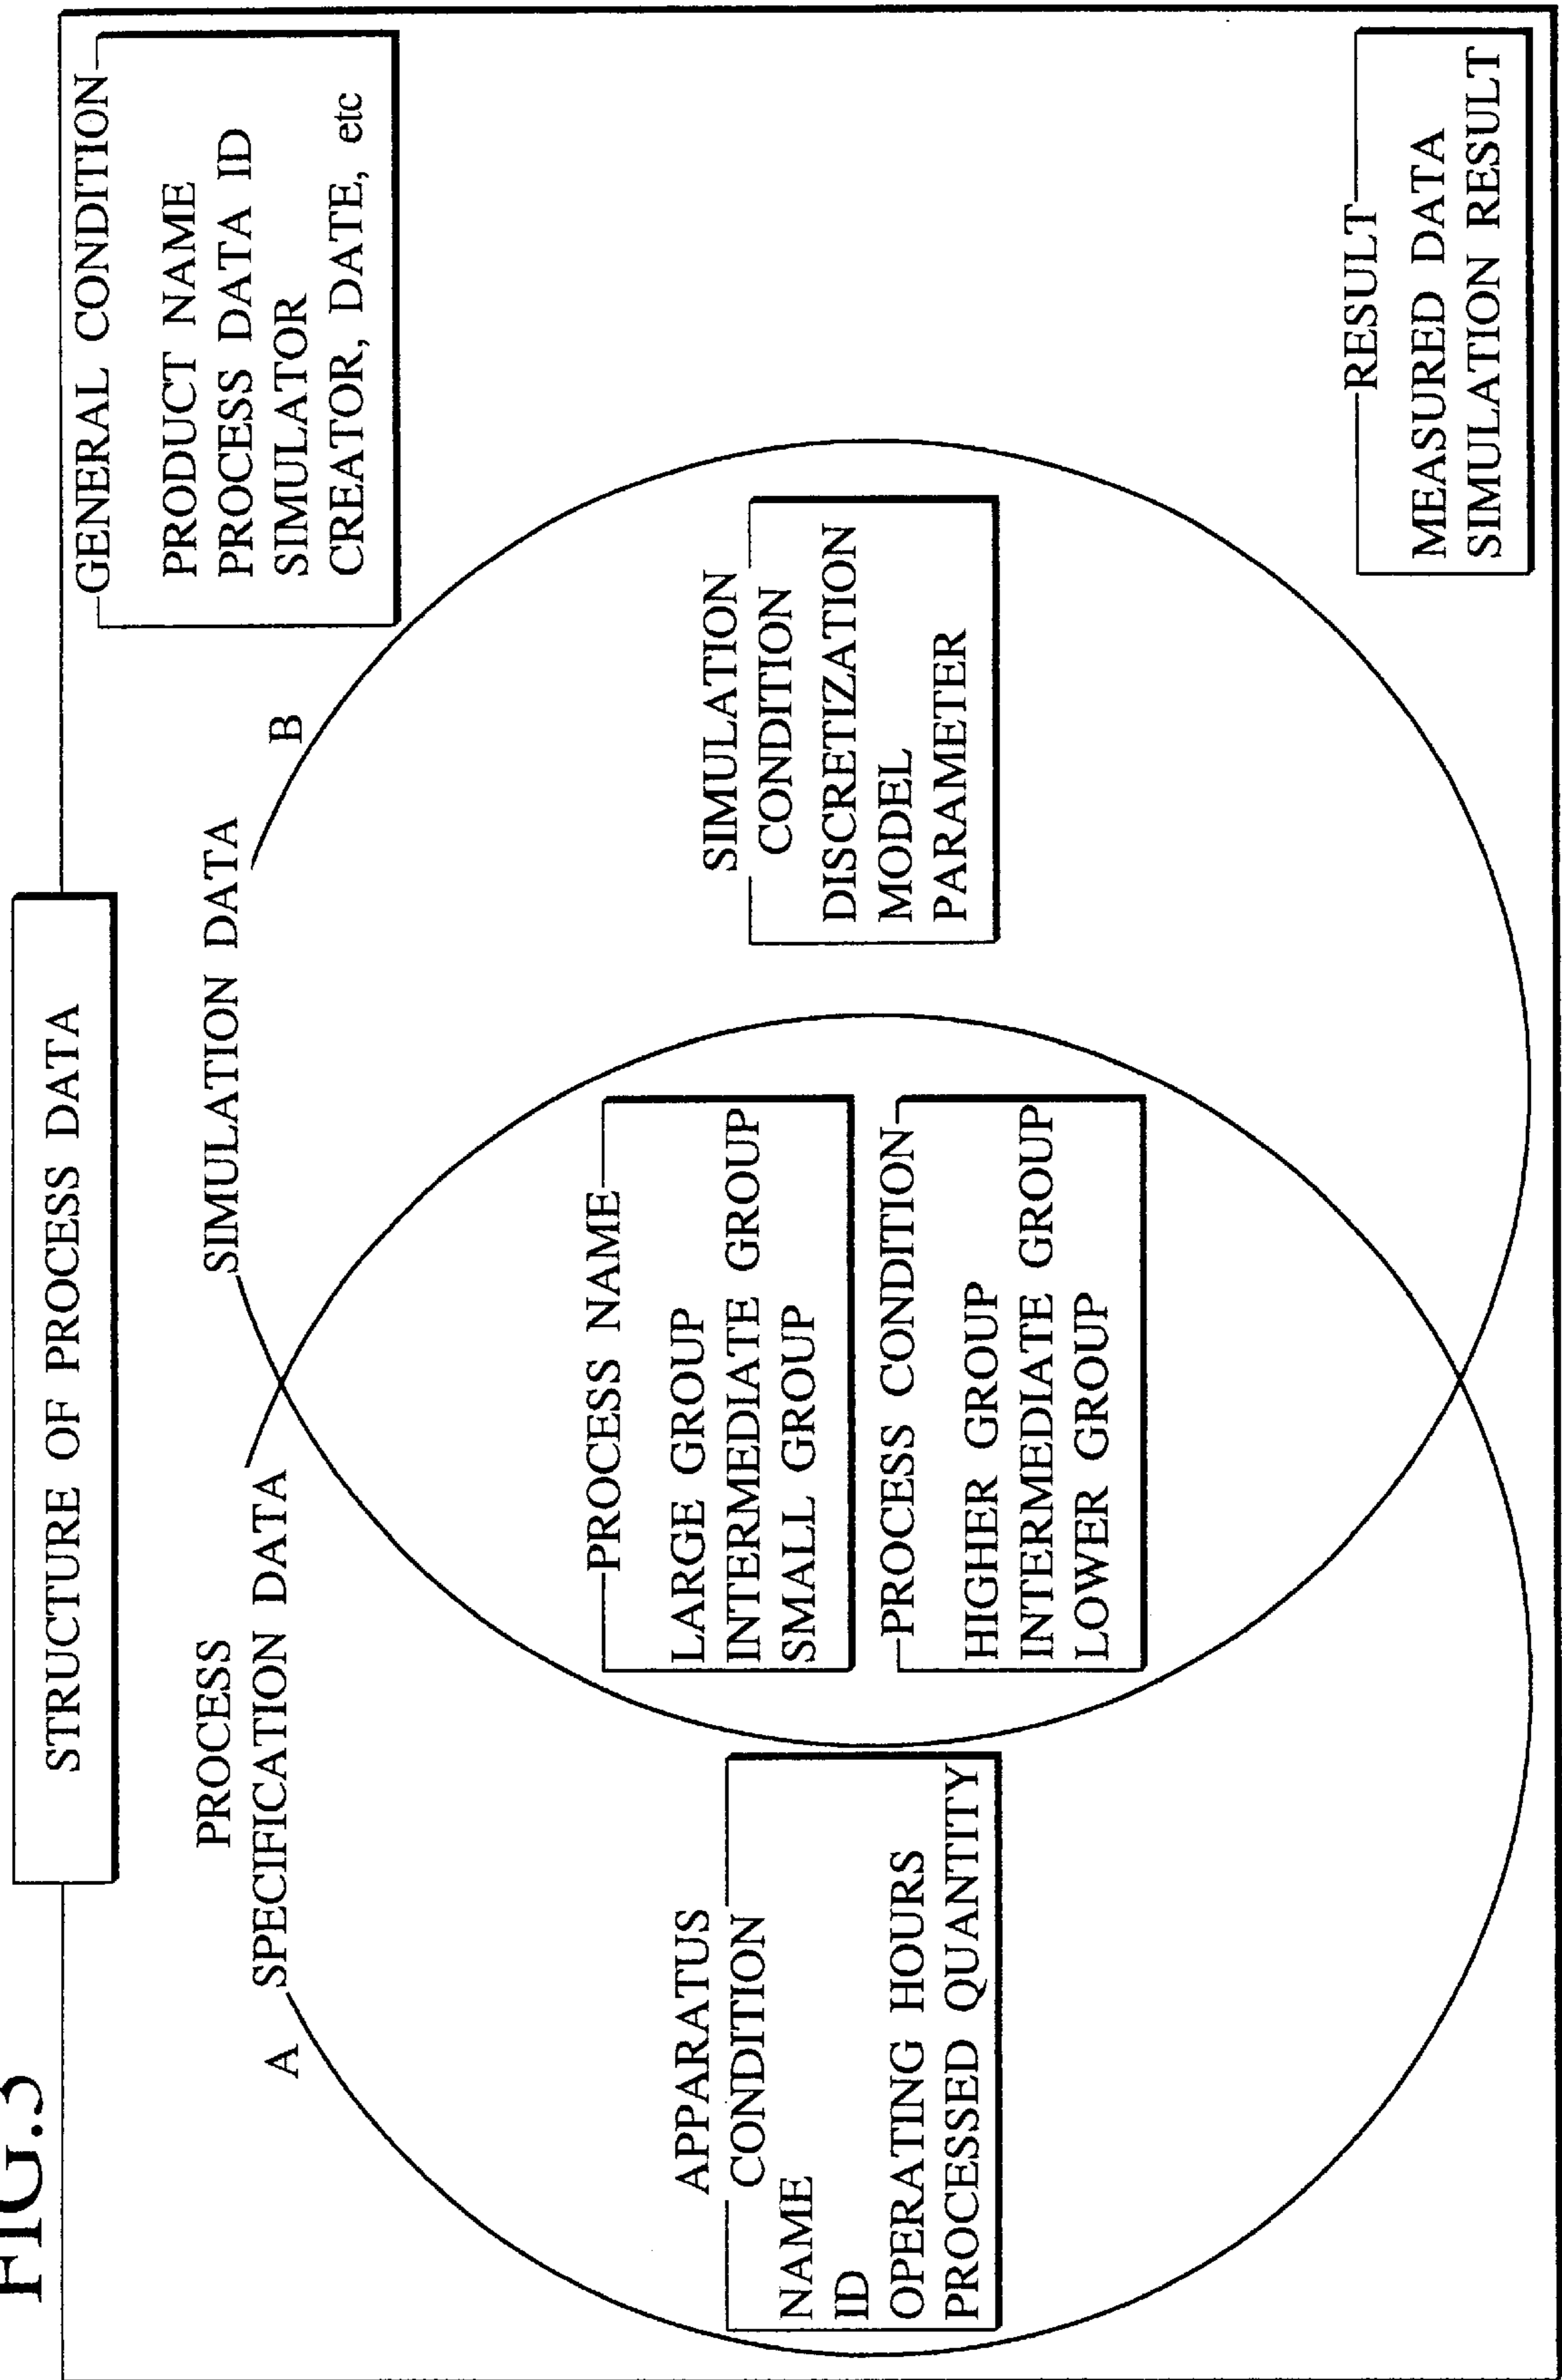 FIG.
STRUCTURE OF PROCESS DATA
GENERAL CONDITION
PRODUCT NAME
PROCESS DATA ID
SIMULATOR
CREATOR, DATE, etc
PROCESS
SPECIFICATION DATA
A
SIMULATION DATA
B
APPARATUS
CONDITION
NAME
ID
OPERATING HOURS
PROCESSED QUANTITY
PROCESS NAME
LARGE GROUP
INTERMEDIATE GROUP
SMALL GROUP
PROCESS CONDITION
HIGHER GROUP
INTERMEDIATE GROUP
LOWER GROUP
SIMULATION
CONDITION
DISCRETIZATION
MODEL
PARAMETER
RESULT
MEASURED DATA
SIMULATION RESULT